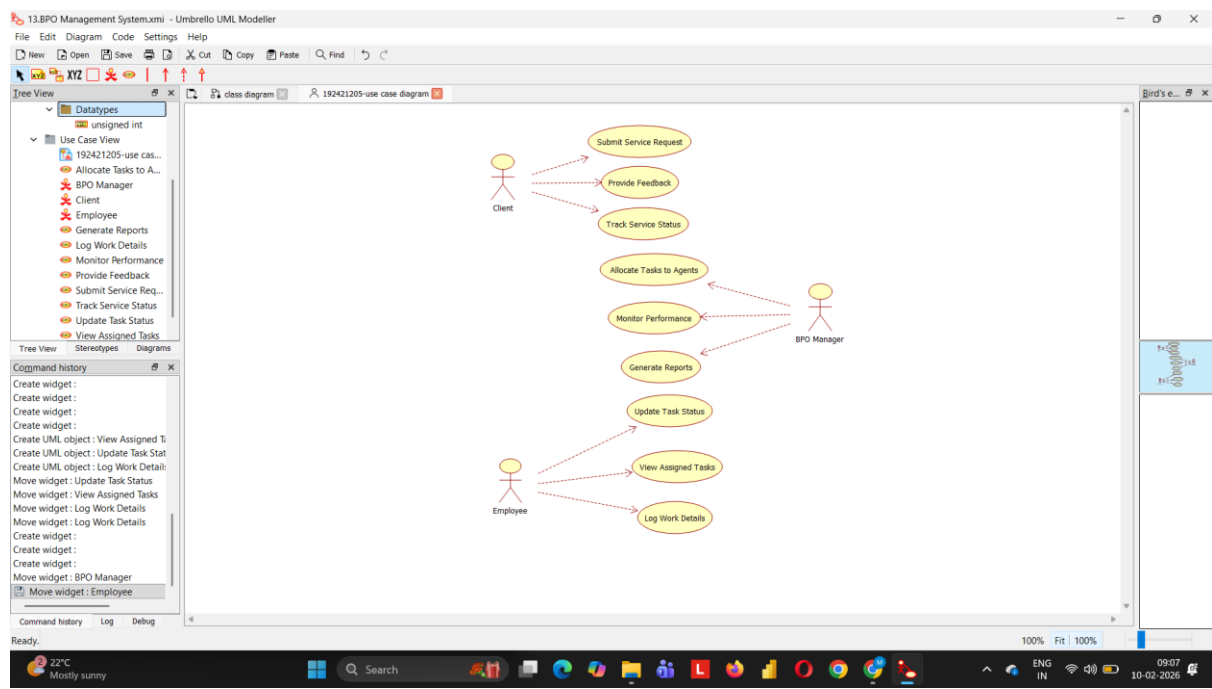 13.BPO Management System.xmi - Umbrello UML Modeller
File Edit Diagram Code Settings Help
New Open Save Cut Copy Paste Find
XYZ
Tree View
class diagram
192421205-use case diagram
Bird's e...
Datatypes
unsigned int
Use Case View
192421205-use cas...
Allocate Tasks to A...
BPO Manager
Client
Employee
Generate Reports
Log Work Details
Monitor Performance
Provide Feedback
Submit Service Req...
Track Service Status
Update Task Status
View Assigned Tasks
Tree View Stereotypes Diagrams
Command history
Create widget :
Create widget :
Create widget :
Create widget :
Create UML object : View Assigned Ta
Create UML object : Update Task Stat
Create UML object : Log Work Details
Move widget : Update Task Status
Move widget : View Assigned Tasks
Move widget : Log Work Details
Move widget : Log Work Details
Create widget :
Create widget :
Create widget :
Move widget : BPO Manager
Move widget : Employee
Command history Log Debug
Submit Service Request
Provide Feedback
Client
Track Service Status
Allocate Tasks to Agents
Monitor Performance
BPO Manager
Generate Reports
Update Task Status
View Assigned Tasks
Employee
Log Work Details
Ready.
100% Fit 100%
2
22°C
Mostly sunny
Search
L
ENG
IN
09:07
10-02-2026